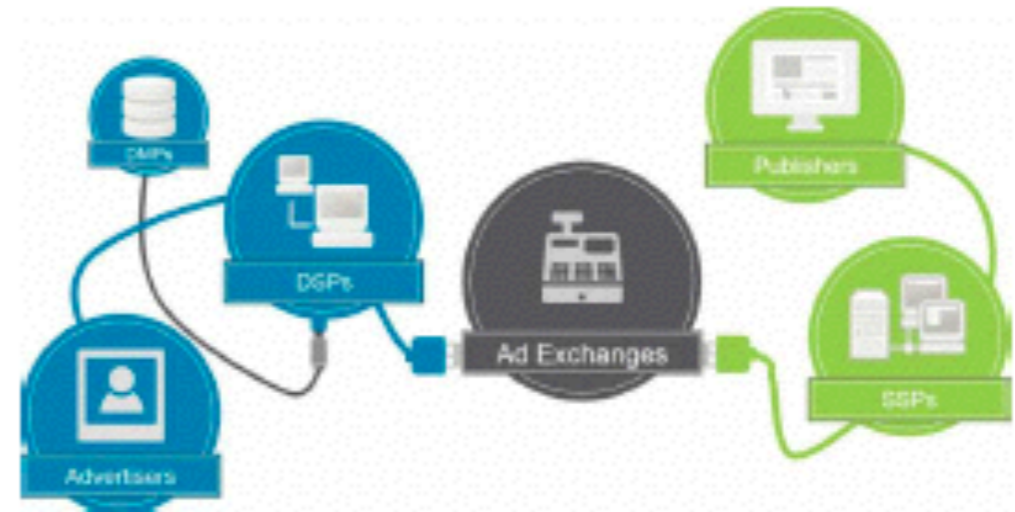 DMPs
Publishers
DSPs
Ad Exchanges
SSPs
Advertisers